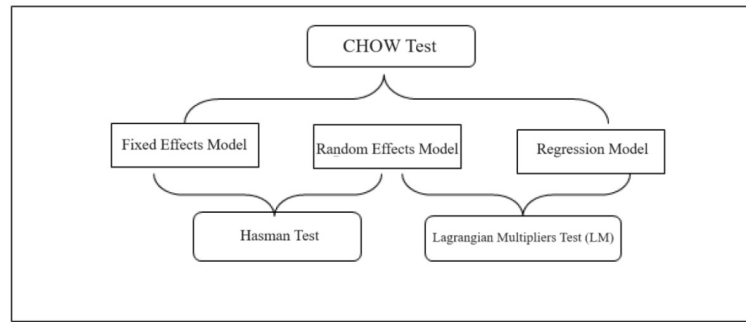 CHOW Test
Fixed Effects Model
Random Effects Model
Regression Model
Hasman Test
Lagrangian Multipliers Test (LM)